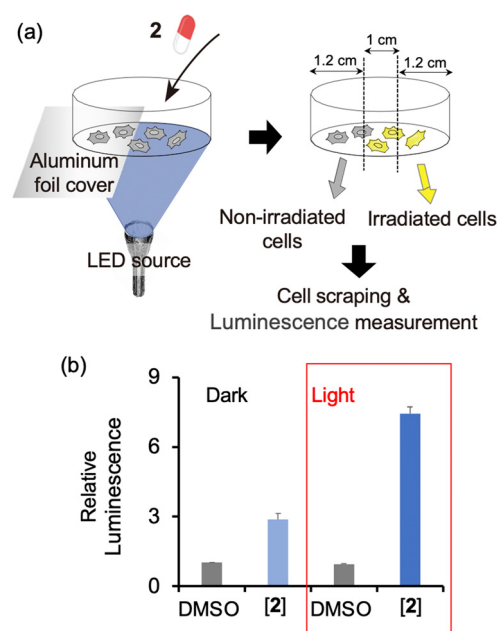 (a)
2
1 cm
1.2 cm
1.2 cm
Aluminum
foil cover
LED source
Non-irradiated
cells
Irradiated cells
Cell scraping &
Luminescence measurement
(b)
Relative
Luminescence
9
6
3
0
Dark
Light
DMSO
[2]
DMSO
[2]